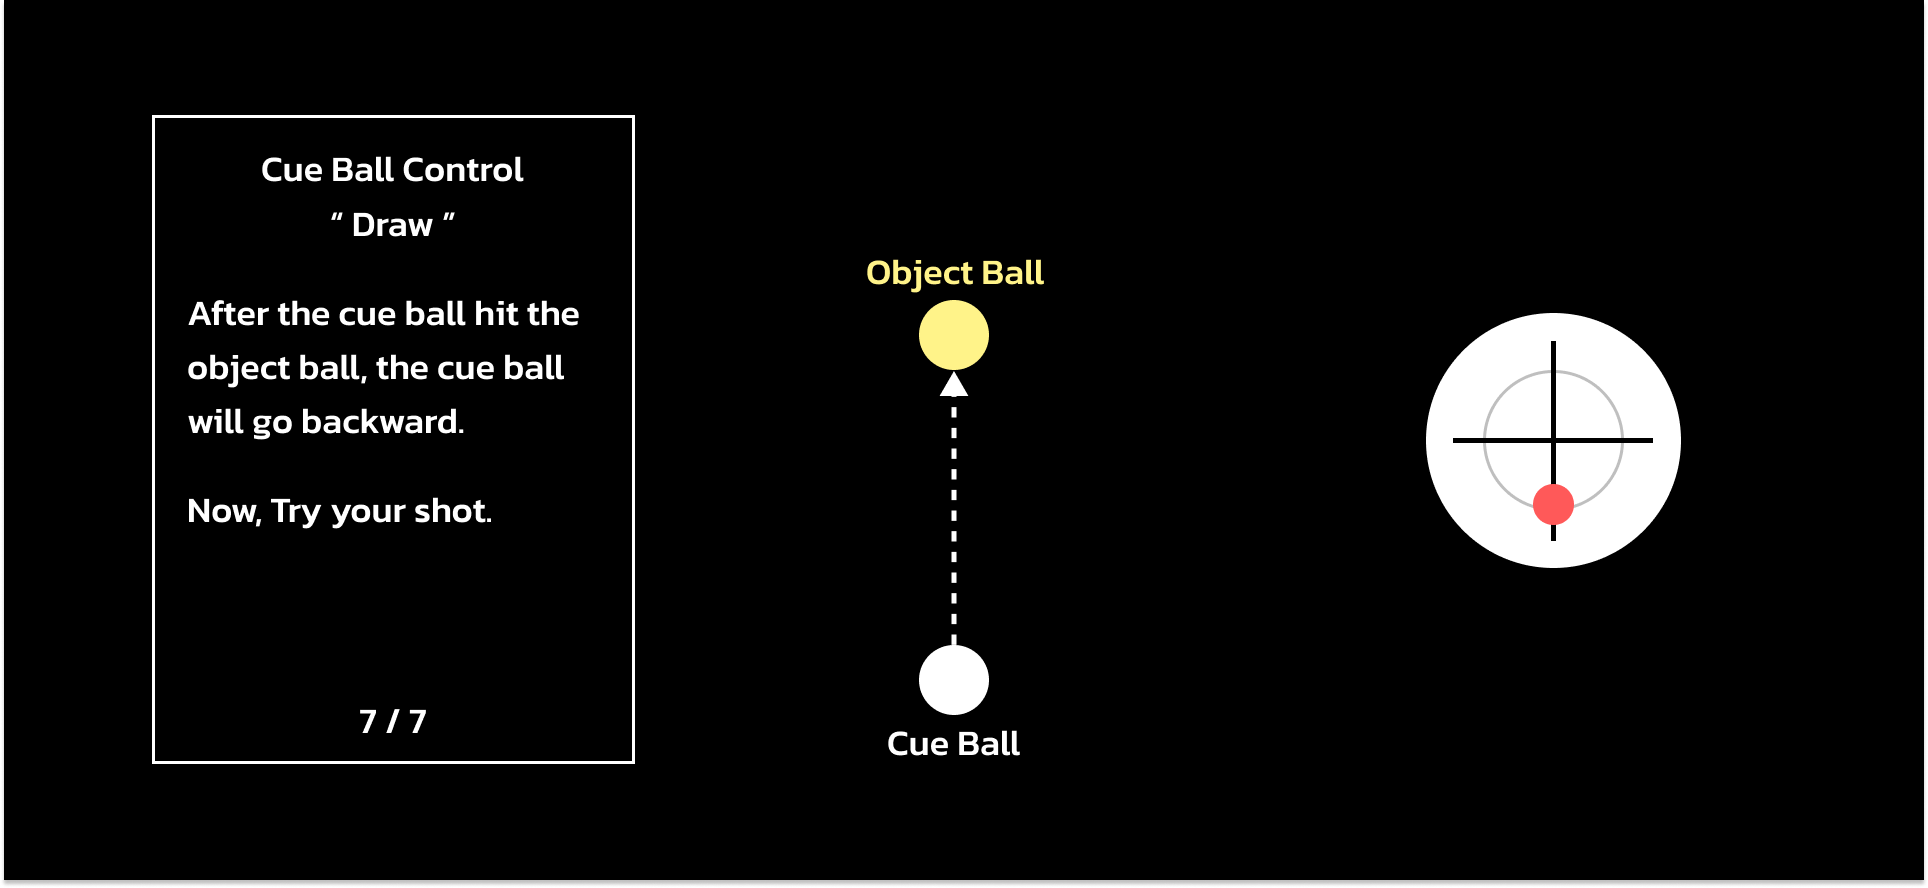 Cue Ball Control
“ Draw ”
After the cue ball hit the
object ball, the cue ball
will go backward.
Now, Try your shot.
7 / 7
Object Ball
Cue Ball